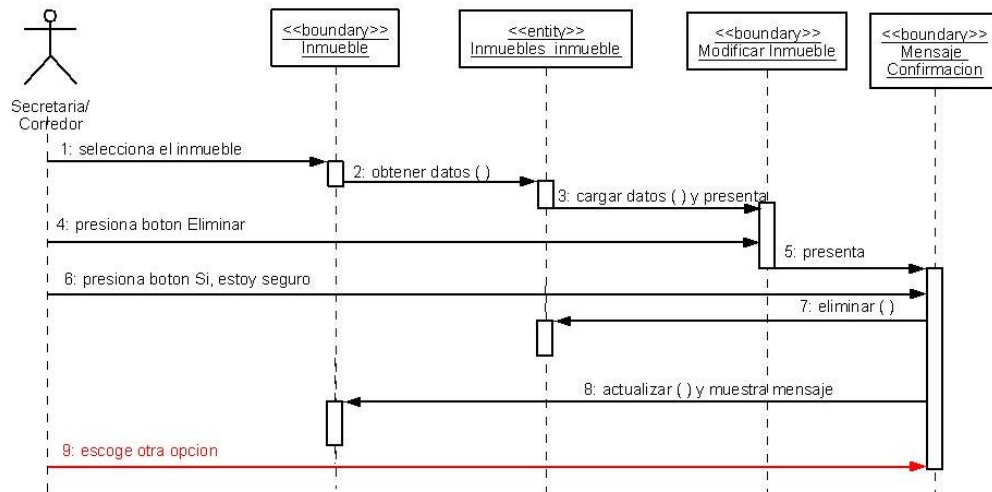 <<boundary>>
Inmueble
<<entity>>
Inmuebles_inmueble
<<boundary>>
Modificar Inmueble
<<boundary>>
Mensaje
Confirmacion
Secretaria/
Corredor
1: selecciona el inmueble
2: obtener datos ( )
3: cargar datos ( ) y presenta
4: presiona boton Eliminar
5: presenta
6: presiona boton Si, estoy seguro
7: eliminar ( )
8: actualizar ( ) y muestra mensaje
9: escoge otra opcion